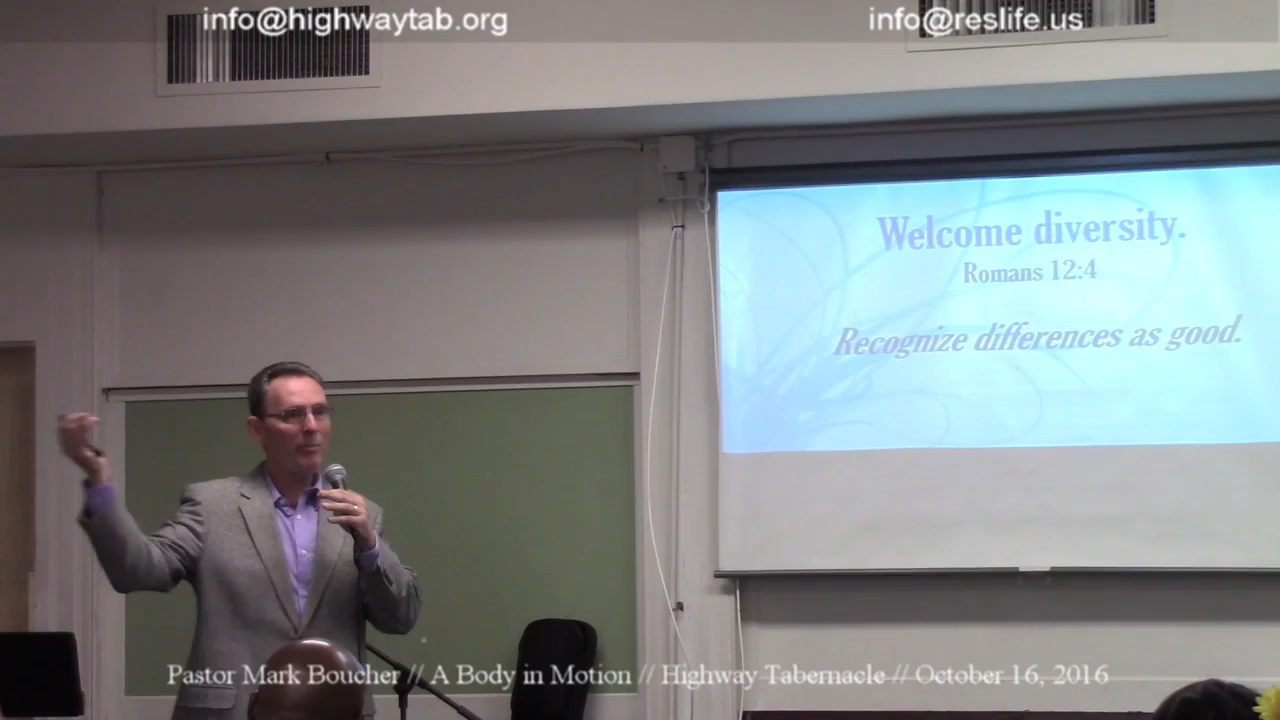 info@highwaytab.org
info@reslife.us
Welcome diversity.
Romans 12:4
Recognize differences as good.
Pastor Mark Boucher // A Body in Motion // Highway Tabernacle // October 16, 2016